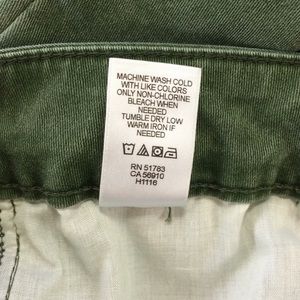 MACHINE WASH COLD
WITH LIKE COLORS
ONLY NON-CHLORINE
BLEACH WHEN
NEEDED
TUMBLE DRY LOW
WARM IRON IF
NEEDED
RN 51783
CA 56910
H1116